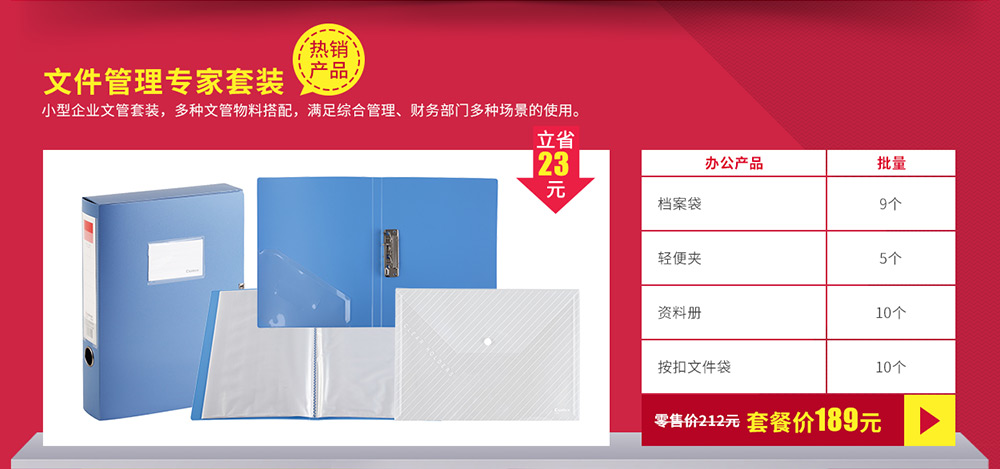 热销
产品
文件管理专家套装
小型企业文管套装，多种文管物料搭配，满足综合管理、财务部门多种场景的使用。
立省
23
元
办公产品 批量
档案袋 9个
轻便夹 5个
资料册 10个
按扣文件袋 10个
零售价212元 套餐价189元